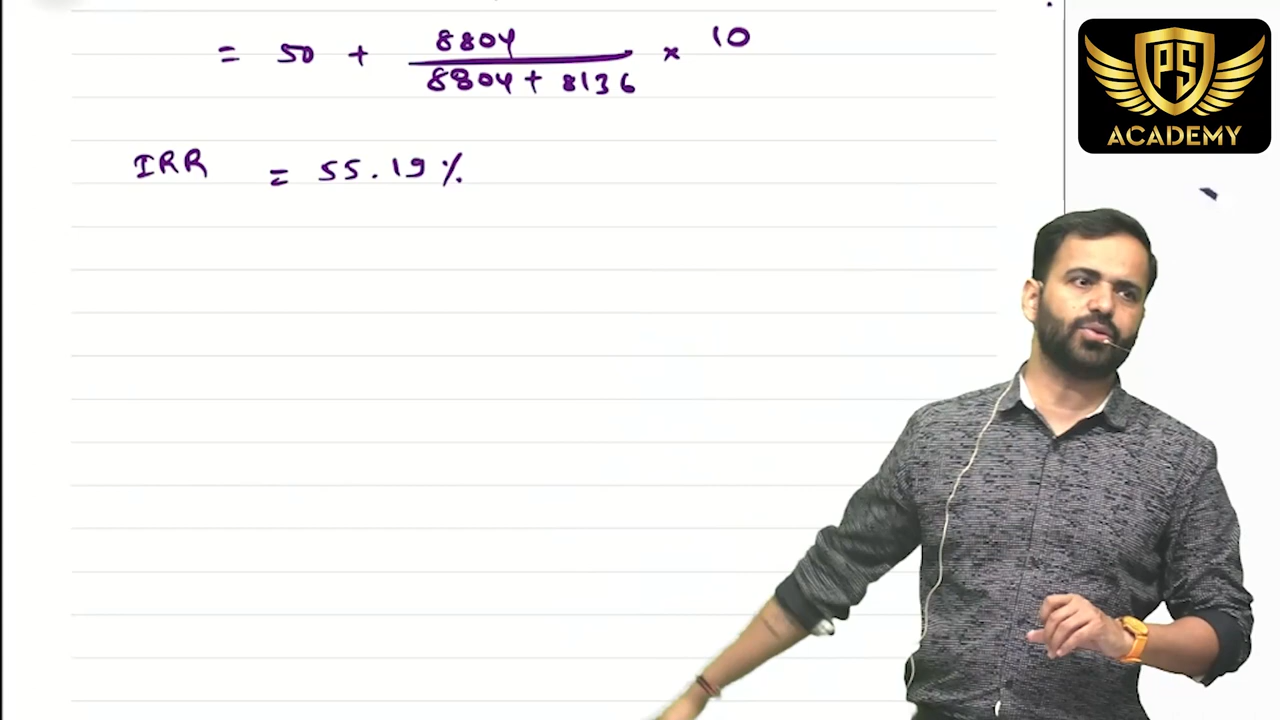 = 50 + 8804 / 8804 + 8136 × 10
IRR = 55.19%
PS
ACADEMY